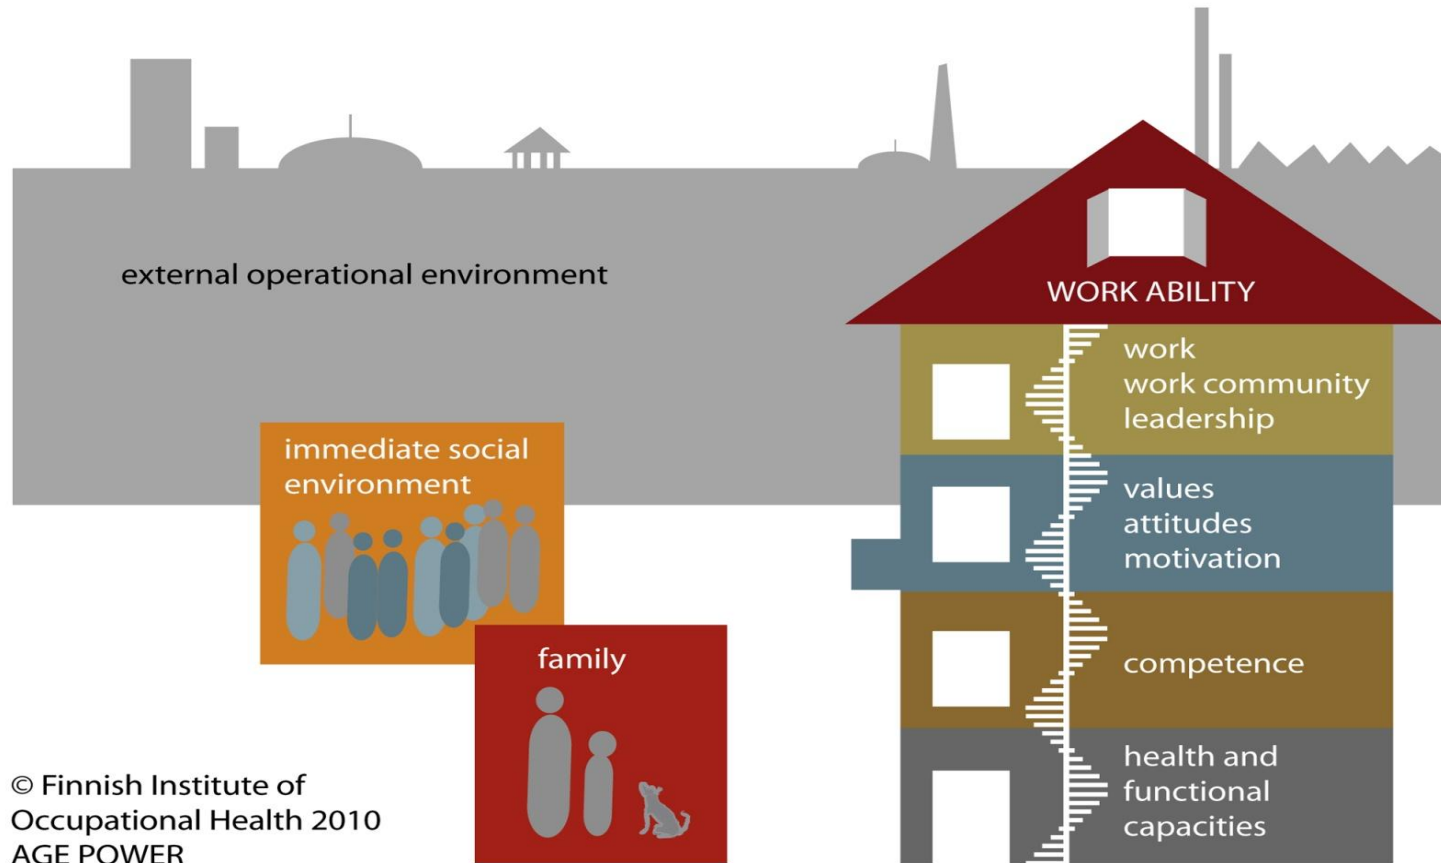 external operational environment
WORK ABILITY
work
work community
leadership
immediate social
environment
values
attitudes
motivation
family
competence
health and
functional
capacities
© Finnish Institute of
Occupational Health 2010
AGE POWER